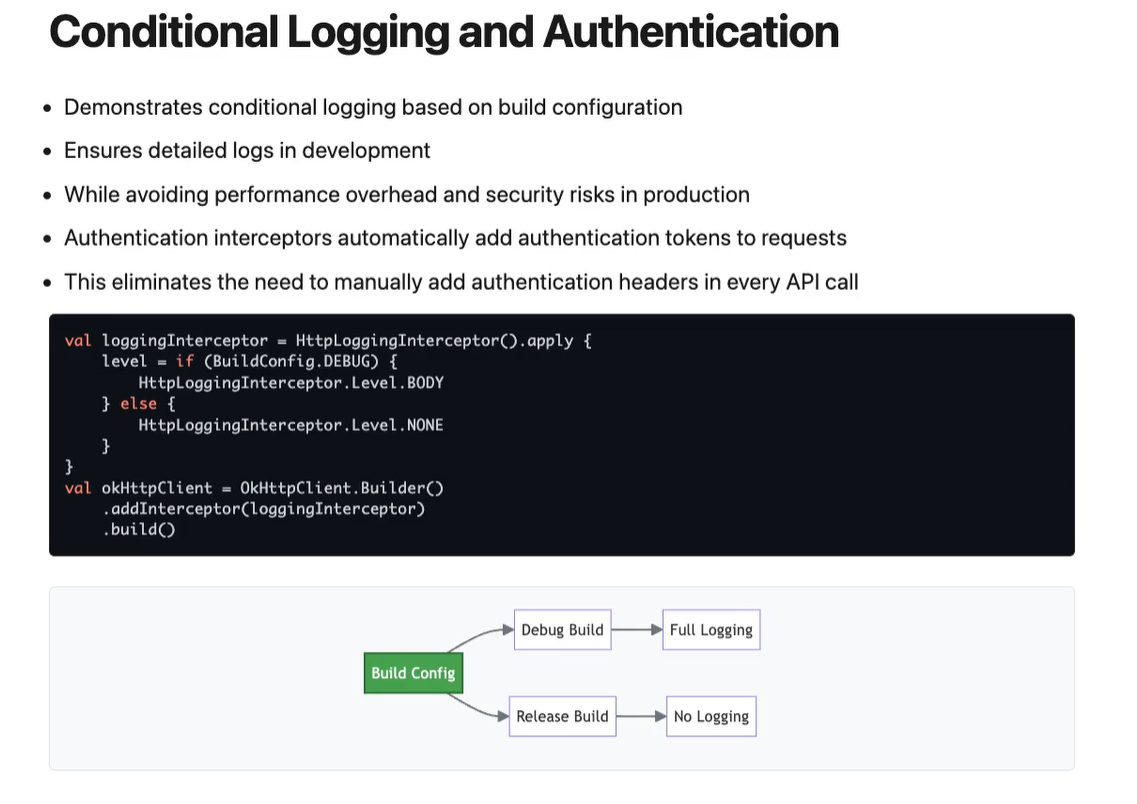 Conditional Logging and Authentication
• Demonstrates conditional logging based on build configuration
• Ensures detailed logs in development
• While avoiding performance overhead and security risks in production
• Authentication interceptors automatically add authentication tokens to requests
• This eliminates the need to manually add authentication headers in every API call
val loggingInterceptor = HttpLoggingInterceptor().apply {
    level = if (BuildConfig.DEBUG) {
        HttpLoggingInterceptor.Level.BODY
    } else {
        HttpLoggingInterceptor.Level.NONE
    }
}
val okHttpClient = OkHttpClient.Builder()
    .addInterceptor(loggingInterceptor)
    .build()
Debug Build
Full Logging
Build Config
Release Build
No Logging